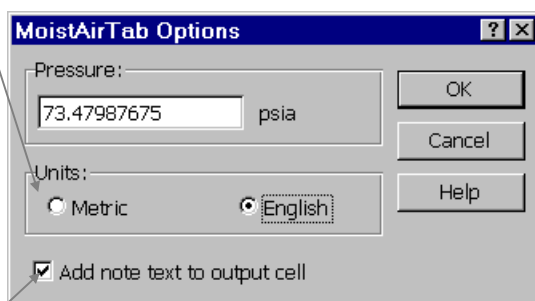 MoistAirTab Options
Pressure:
73.47987675 psia
OK
Cancel
Units:
Metric English
Help
Add note text to output cell